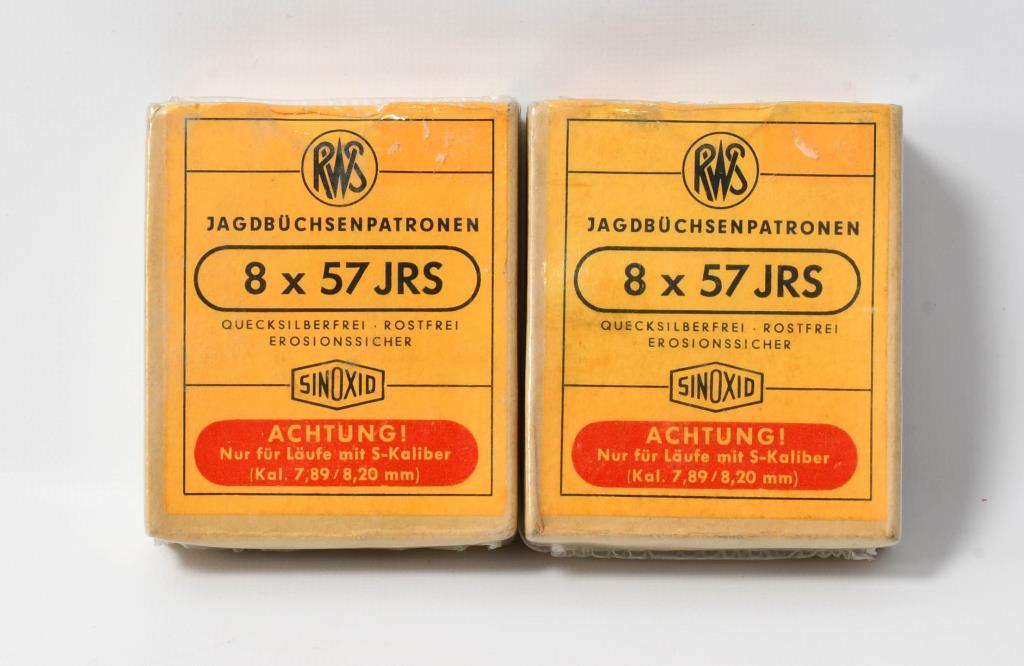 RWS
JAGDBÜCHSENPATRONEN
8 x 57 JRS
QUECKSILBERFREI · ROSTFREI
EROSIONSSICHER
SINOXID
ACHTUNG!
Nur für Läufe mit S-Kaliber
(Kal. 7,89/8,20 mm)
RWS
JAGDBÜCHSENPATRONEN
8 x 57 JRS
QUECKSILBERFREI · ROSTFREI
EROSIONSSICHER
SINOXID
ACHTUNG!
Nur für Läufe mit S-Kaliber
(Kal. 7,89/8,20 mm)